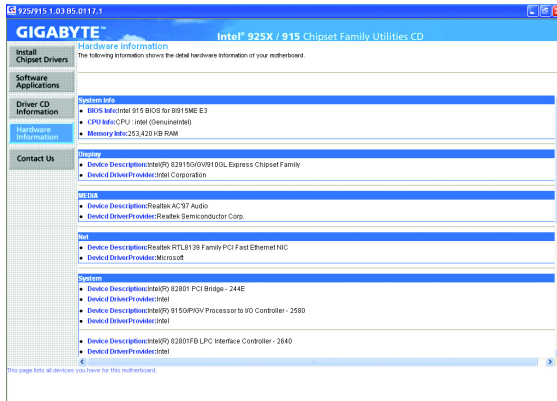 925/915 1.03 B5.0117.1
GIGABYTE™
Intel® 925X / 915 Chipset Family Utilities CD
Install
Chipset Drivers
Software
Applications
Driver CD
Information
Hardware
Information
Contact Us
Hardware Information
The following information shows the detail hardware information of your motherboard.
System Info
BIOS Info:Intel 915 BIOS for 8I915ME E3
CPU Info:CPU : intel (GenuineIntel)
Memory Info:253,420 KB RAM
Display
Device Description:Intel(R) 82915G/GV/910GL Express Chipset Family
Devicd DriverProvider:Intel Corporation
MEDIA
Device Description:Realtek AC'97 Audio
Devicd DriverProvider:Realtek Semiconductor Corp.
Net
Device Description:Realtek RTL8139 Family PCI Fast Ethernet NIC
Devicd DriverProvider:Microsoft
System
Device Description:Intel(R) 82801 PCI Bridge - 244E
Devicd DriverProvider:Intel
Device Description:Intel(R) 915G/P/GV Processor to I/O Controller - 2580
Devicd DriverProvider:Intel
Device Description:Intel(R) 82801FB LPC Interface Controller - 2640
Devicd DriverProvider:Intel
This page lists all devices you have for this motherboard.